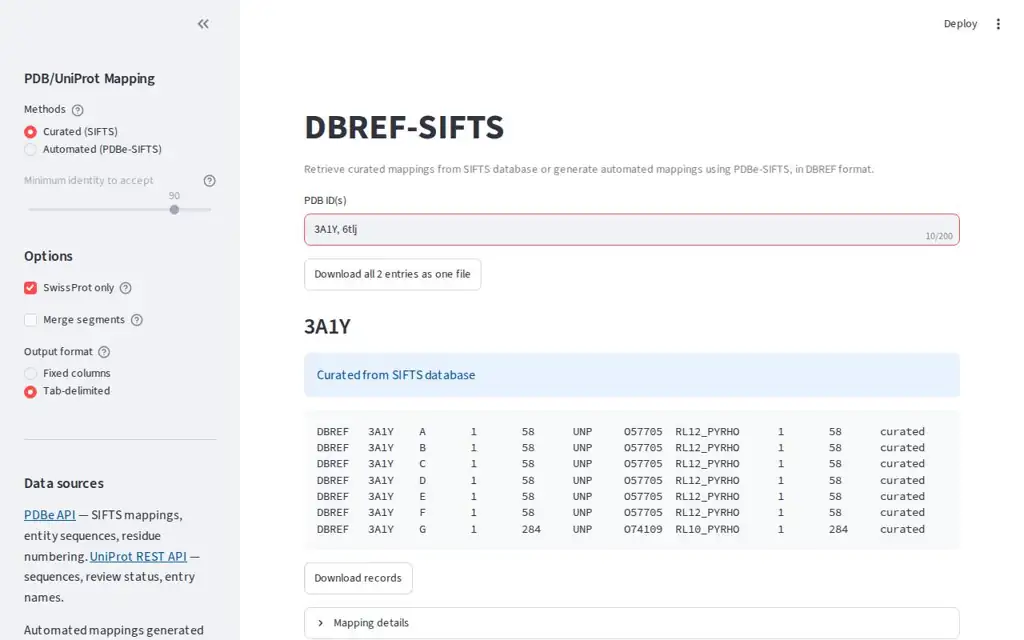 Deploy
PDB/UniProt Mapping
Methods
Curated (SIFTS)
Automated (PDBe-SIFTS)
Minimum identity to accept
90
Options
SwissProt only
Merge segments
Output format
Fixed columns
Tab-delimited
Data sources
PDBe API — SIFTS mappings,
entity sequences, residue
numbering. UniProt REST API —
sequences, review status, entry
names.
Automated mappings generated
DBREF-SIFTS
Retrieve curated mappings from SIFTS database or generate automated mappings using PDBe-SIFTS, in DBREF format.
PDB ID(s)
3A1Y, 6tlj
10/200
Download all 2 entries as one file
3A1Y
Curated from SIFTS database
DBREF 3A1Y A 1 58 UNP O57705 RL12_PYRHO 1 58 curated
DBREF 3A1Y B 1 58 UNP O57705 RL12_PYRHO 1 58 curated
DBREF 3A1Y C 1 58 UNP O57705 RL12_PYRHO 1 58 curated
DBREF 3A1Y D 1 58 UNP O57705 RL12_PYRHO 1 58 curated
DBREF 3A1Y E 1 58 UNP O57705 RL12_PYRHO 1 58 curated
DBREF 3A1Y F 1 58 UNP O57705 RL12_PYRHO 1 58 curated
DBREF 3A1Y G 1 284 UNP O74109 RL10_PYRHO 1 284 curated
Download records
Mapping details